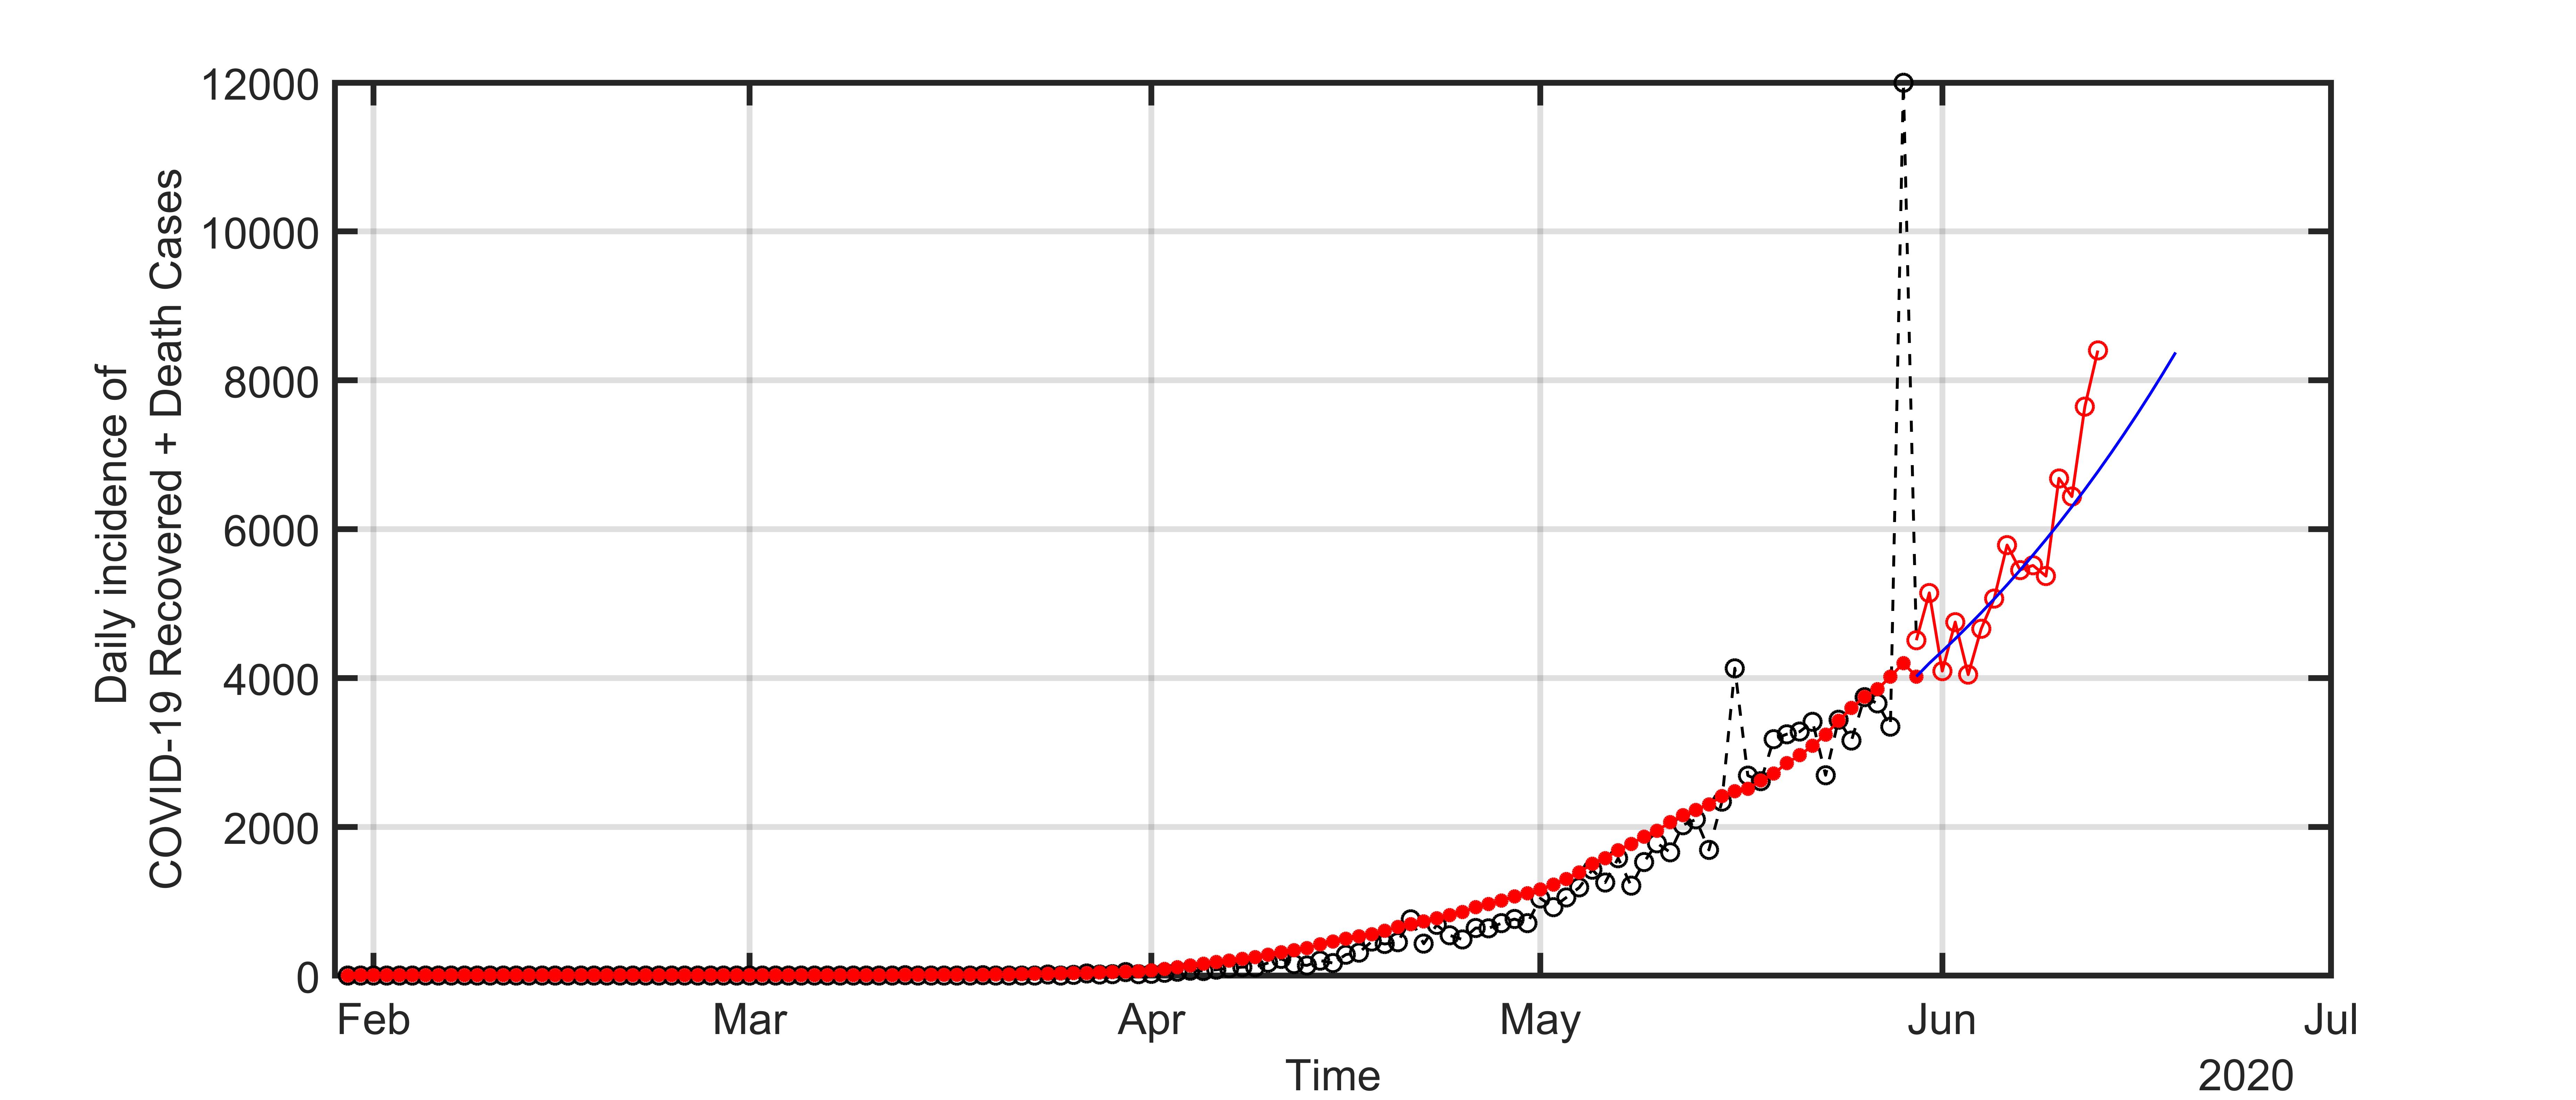 12000
10000
8000
6000
4000
2000
0
Daily incidence of
COVID-19 Recovered + Death Cases
Feb Mar Apr May Jun Jul
Time
2020